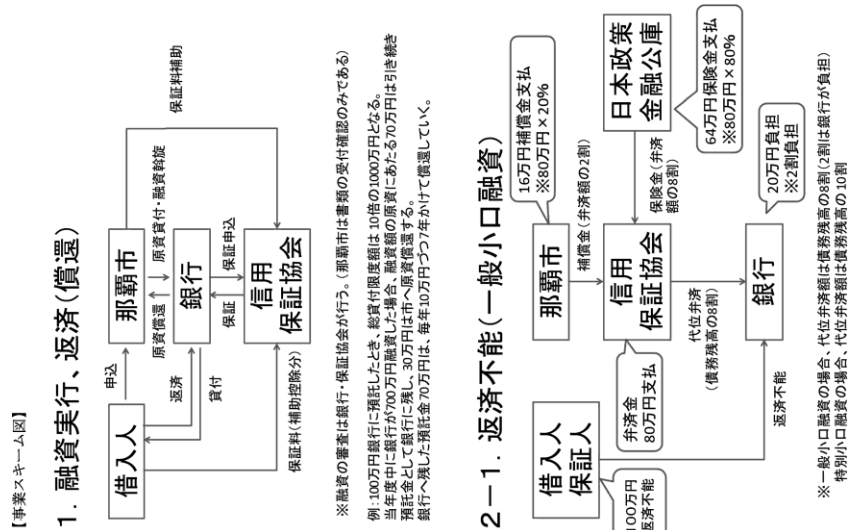 【事業スキーム図】
1. 融資実行、返済(償還)
借入人
申込
返済
貸付
保証料(補助控除分)
那覇市
原資償還
原資貸付・融資斡旋
銀行
保証
保証申込
信用
保証協会
保証料補助
※融資の審査は銀行・保証協会が行う。(那覇市は書類の受付確認のみである)
例:100万円銀行に預託したとき、総貸付限度額は 10倍の1000万円となる。
当年度中に銀行が700万円融資した場合、融資額の原資にあたる70万円は引き続き
預託金として銀行に残し、30万円は市へ原資償還する。
銀行へ残した預託金70万円は、毎年10万円づつ7年かけて償還していく。
2-1. 返済不能(一般小口融資)
借入人
保証人
100万円
返済不能
返済不能
那覇市
16万円補償金支払
※80万円×20%
補償金(弁済額の2割)
信用
保証協会
弁済金
80万円支払
日本政策
金融公庫
64万円保険金支払
※80万円×80%
保険金(弁済
額の8割)
代位弁済
(債務残高の8割)
銀行
20万円負担
※2割負担
※一般小口融資の場合、代位弁済額は債務残高の8割(2割は銀行が負担)
特別小口融資の場合、代位弁済額は債務残高の10割